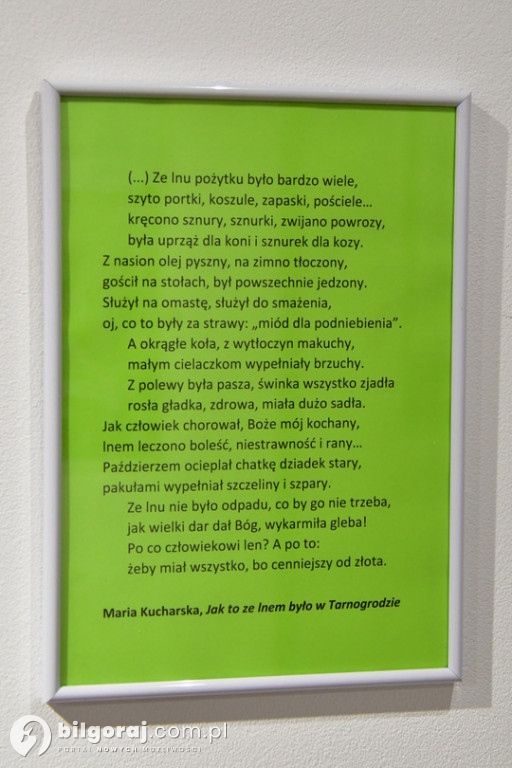 (...) Ze lnu pożytku było bardzo wiele,
szyto portki, koszule, zapaski, pościele...
kręcono sznury, sznurki, zwijano powrozy,
była uprząż dla koni i sznurek dla kozy.
Z nasion olej pyszny, na zimno tłoczony,
gościł na stołach, był powszechnie jedzony.
Służył na omastę, służył do smażenia,
oj, co to były za strawy: „miód dla podniebienia”.
A okrągłe koła, z wytłoczyn makuchy,
małym cielaczkom wypełniały brzuchy.
Z polewy była pasza, świnka wszystko zjadła
rosła gładka, zdrowa, miała dużo sadła.
Jak człowiek chorował, Boże mój kochany,
lnem leczono boleść, niestrawność i rany...
Paździerzem ocieplał chatkę dziadek stary,
pakułami wypełniał szczeliny i szpary.
Ze lnu nie było odpadu, co by go nie trzeba,
jak wielki dar dał Bóg, wykarmiła gleba!
Po co człowiekowi len? A po to:
żeby miał wszystko, bo cenniejszy od złota.
Maria Kucharska, Jak to ze lnem było w Tarnogrodzie
bilgoraj.com.pl
PORTAL NOWYCH MOŻLIWOŚCI